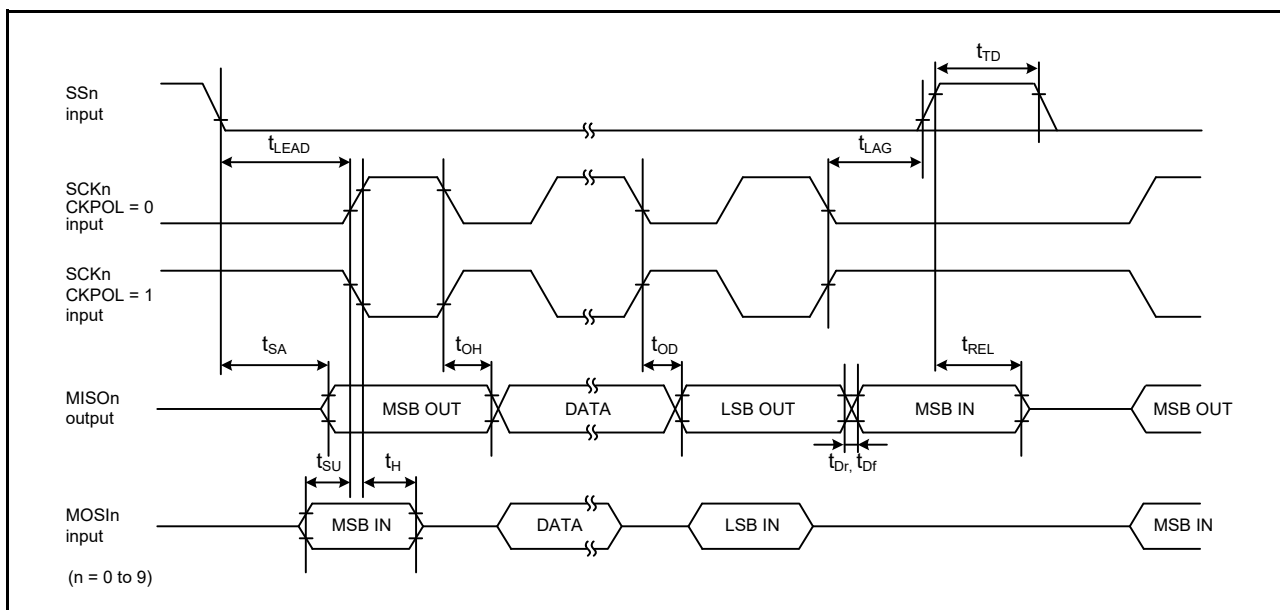 tTD
SSn
input
tLEAD
tLAG
SCKn
CKPOL = 0
input
SCKn
CKPOL = 1
input
tSA
tOH
tOD
tREL
MISOn
output
MSB OUT
DATA
LSB OUT
MSB IN
MSB OUT
tSU
tH
tDr, tDf
MOSIn
input
MSB IN
DATA
LSB IN
MSB IN
(n = 0 to 9)